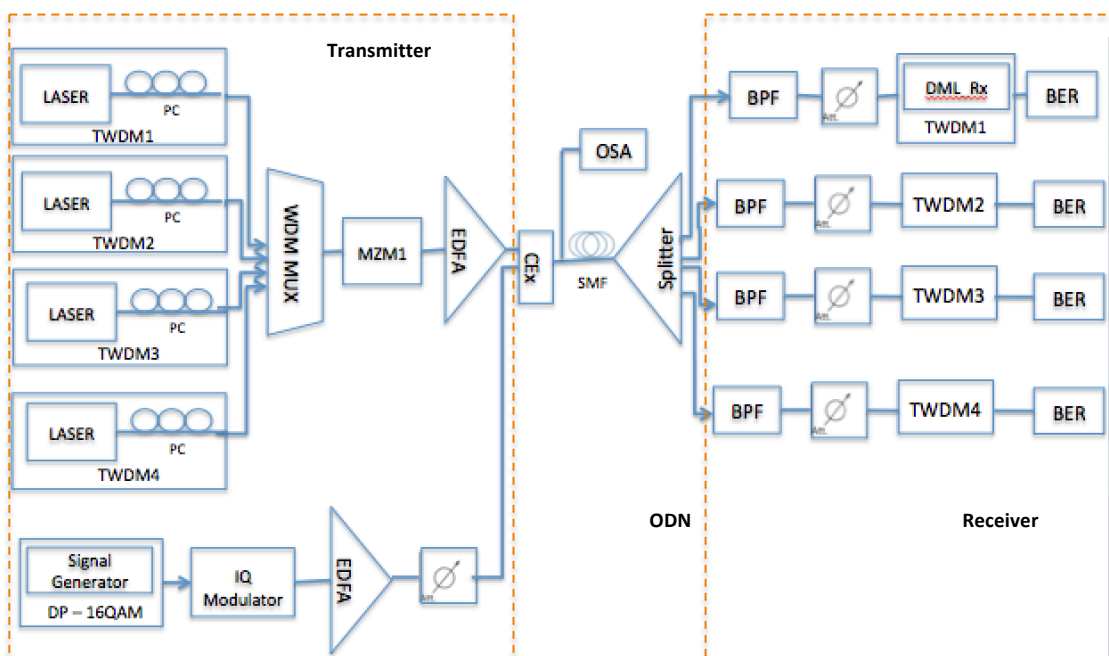 Transmitter
LASER
PC
TWDM1
LASER
PC
TWDM2
LASER
PC
TWDM3
LASER
PC
TWDM4
WDM MUX
MZM1
EDFA
Signal
Generator
DP – 16QAM
IQ
Modulator
EDFA
Att.
CEx
OSA
SMF
Splitter
ODN
BPF
Att.
DML_Rx
TWDM1
BER
BPF
Att.
TWDM2
BER
BPF
Att.
TWDM3
BER
BPF
Att.
TWDM4
BER
Receiver